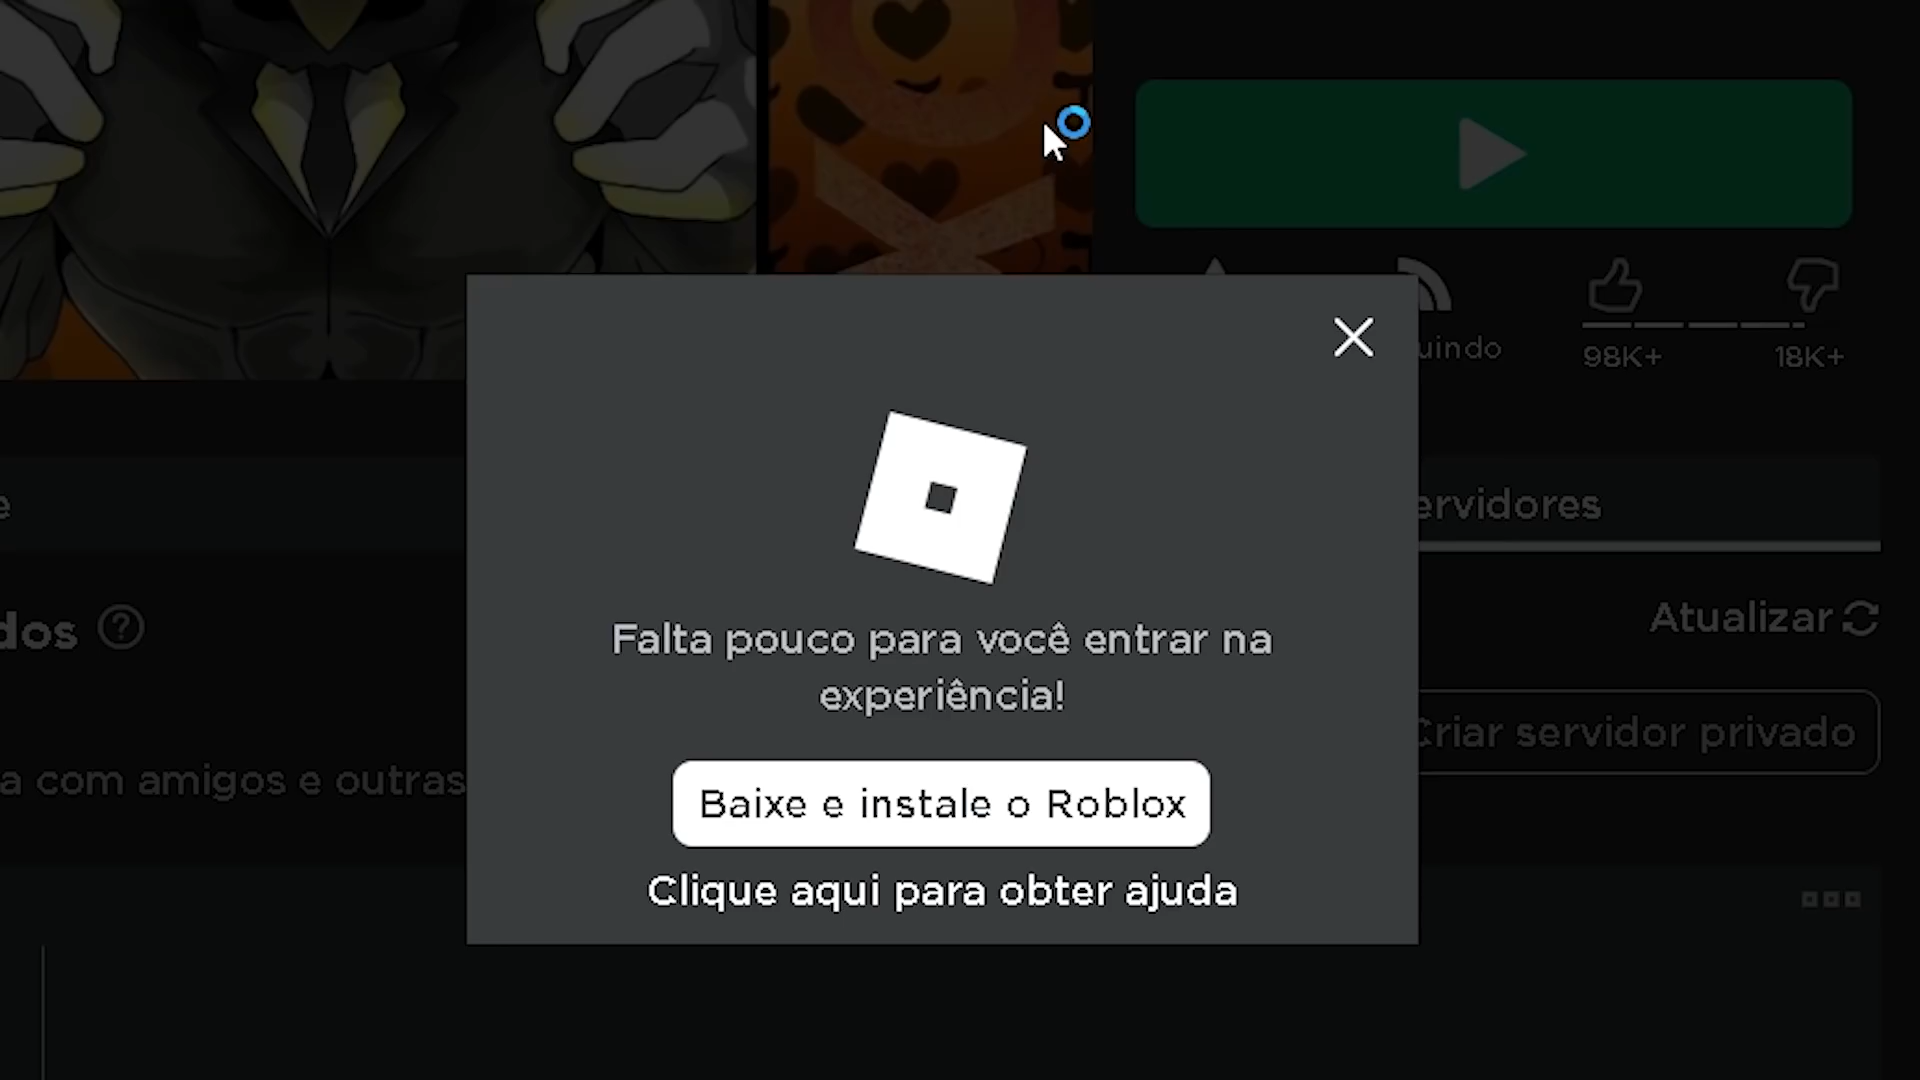 uindo
98K+
18K+
e
ervidores
dos
Atualizar
Falta pouco para você entrar na
experiência!
Criar servidor privado
a com amigos e outras
Baixe e instale o Roblox
Clique aqui para obter ajuda